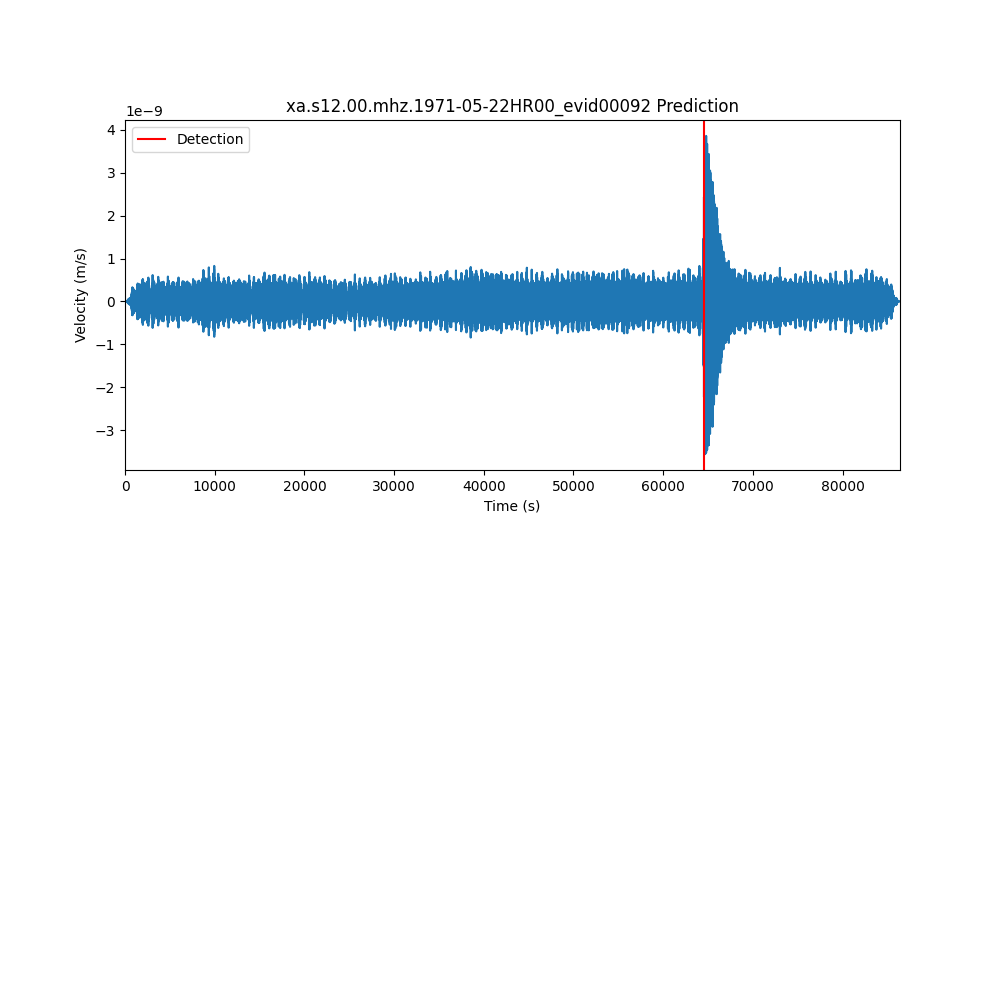 xa.s12.00.mhz.1971-05-22HR00_evid00092 Prediction
1e−9
Detection
4
3
2
1
0
−1
−2
−3
Velocity (m/s)
0 10000 20000 30000 40000 50000 60000 70000 80000
Time (s)